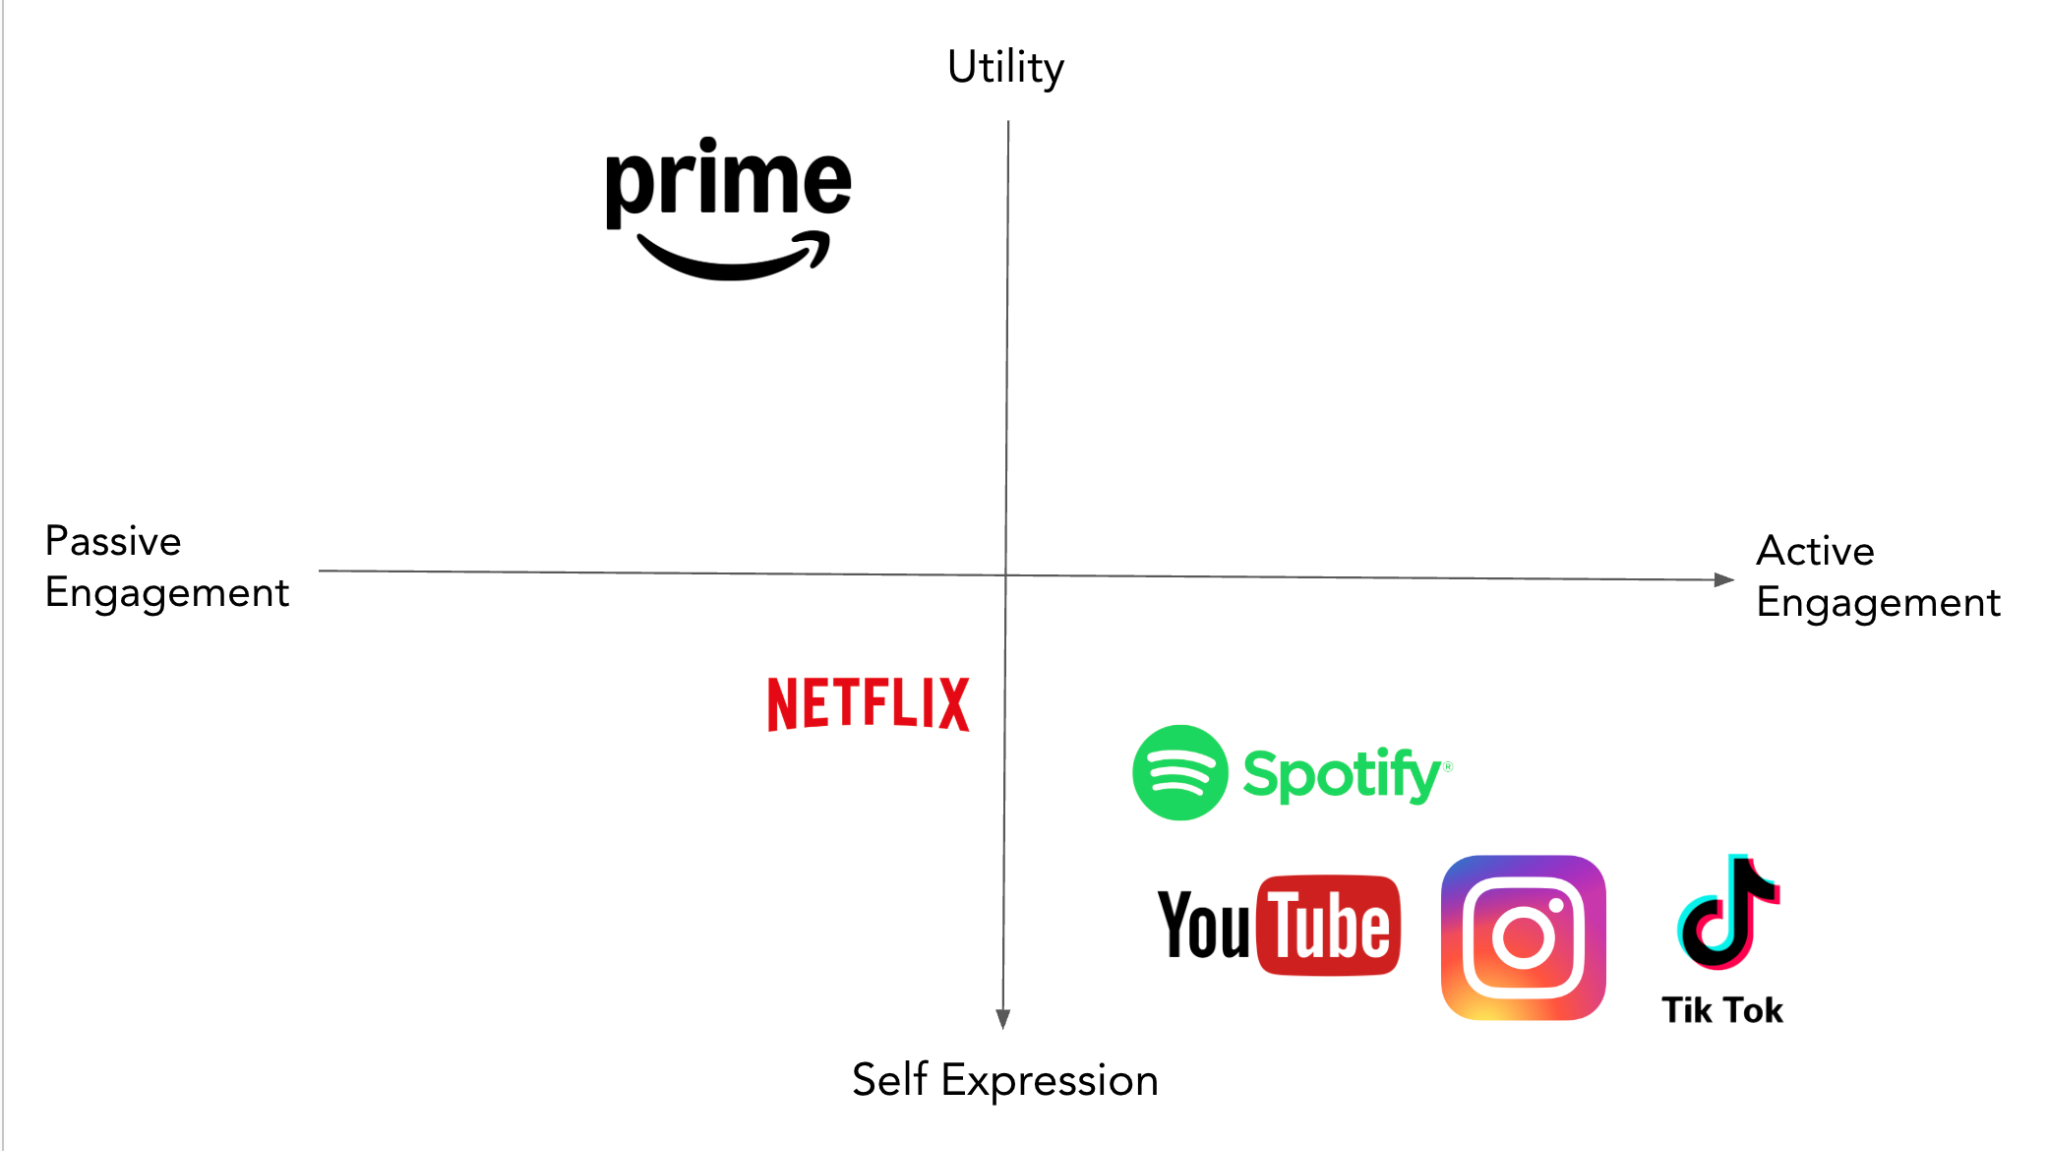 Utility
prime
Passive
Engagement
Active
Engagement
NETFLIX
Spotify®
YouTube
Tik Tok
Self Expression